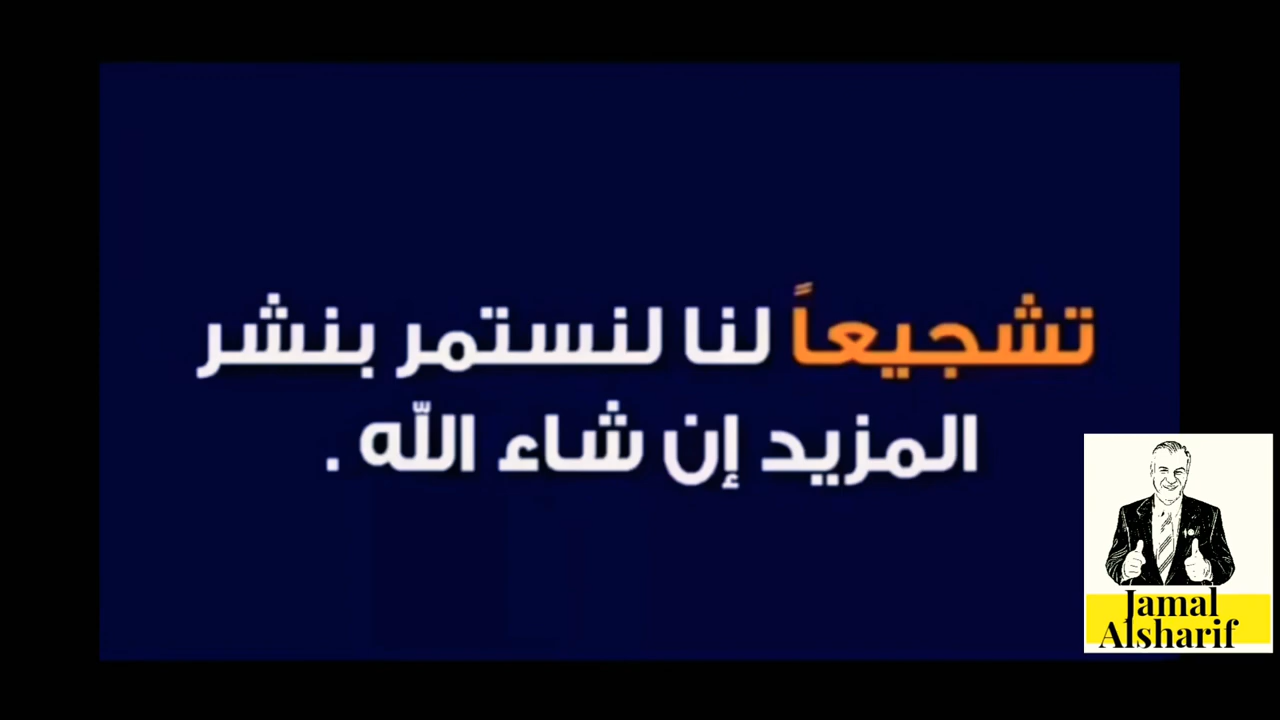 تشجيعاً لنا لنستمر بنشر
المزيد إن شاء الله .
Jamal
Alsharif